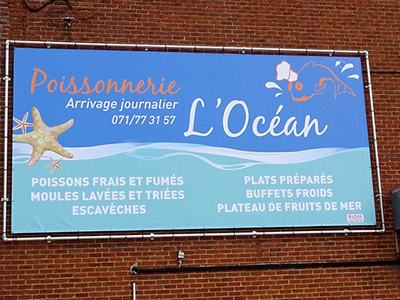 Poissonnerie
Arrivage journalier
071/77 31 57
L'Océan
POISSONS FRAIS ET FUMÉS
MOULES LAVÉES ET TRIÉES
ESCAVÈCHES
PLATS PRÉPARÉS
BUFFETS FROIDS
PLATEAU DE FRUITS DE MER